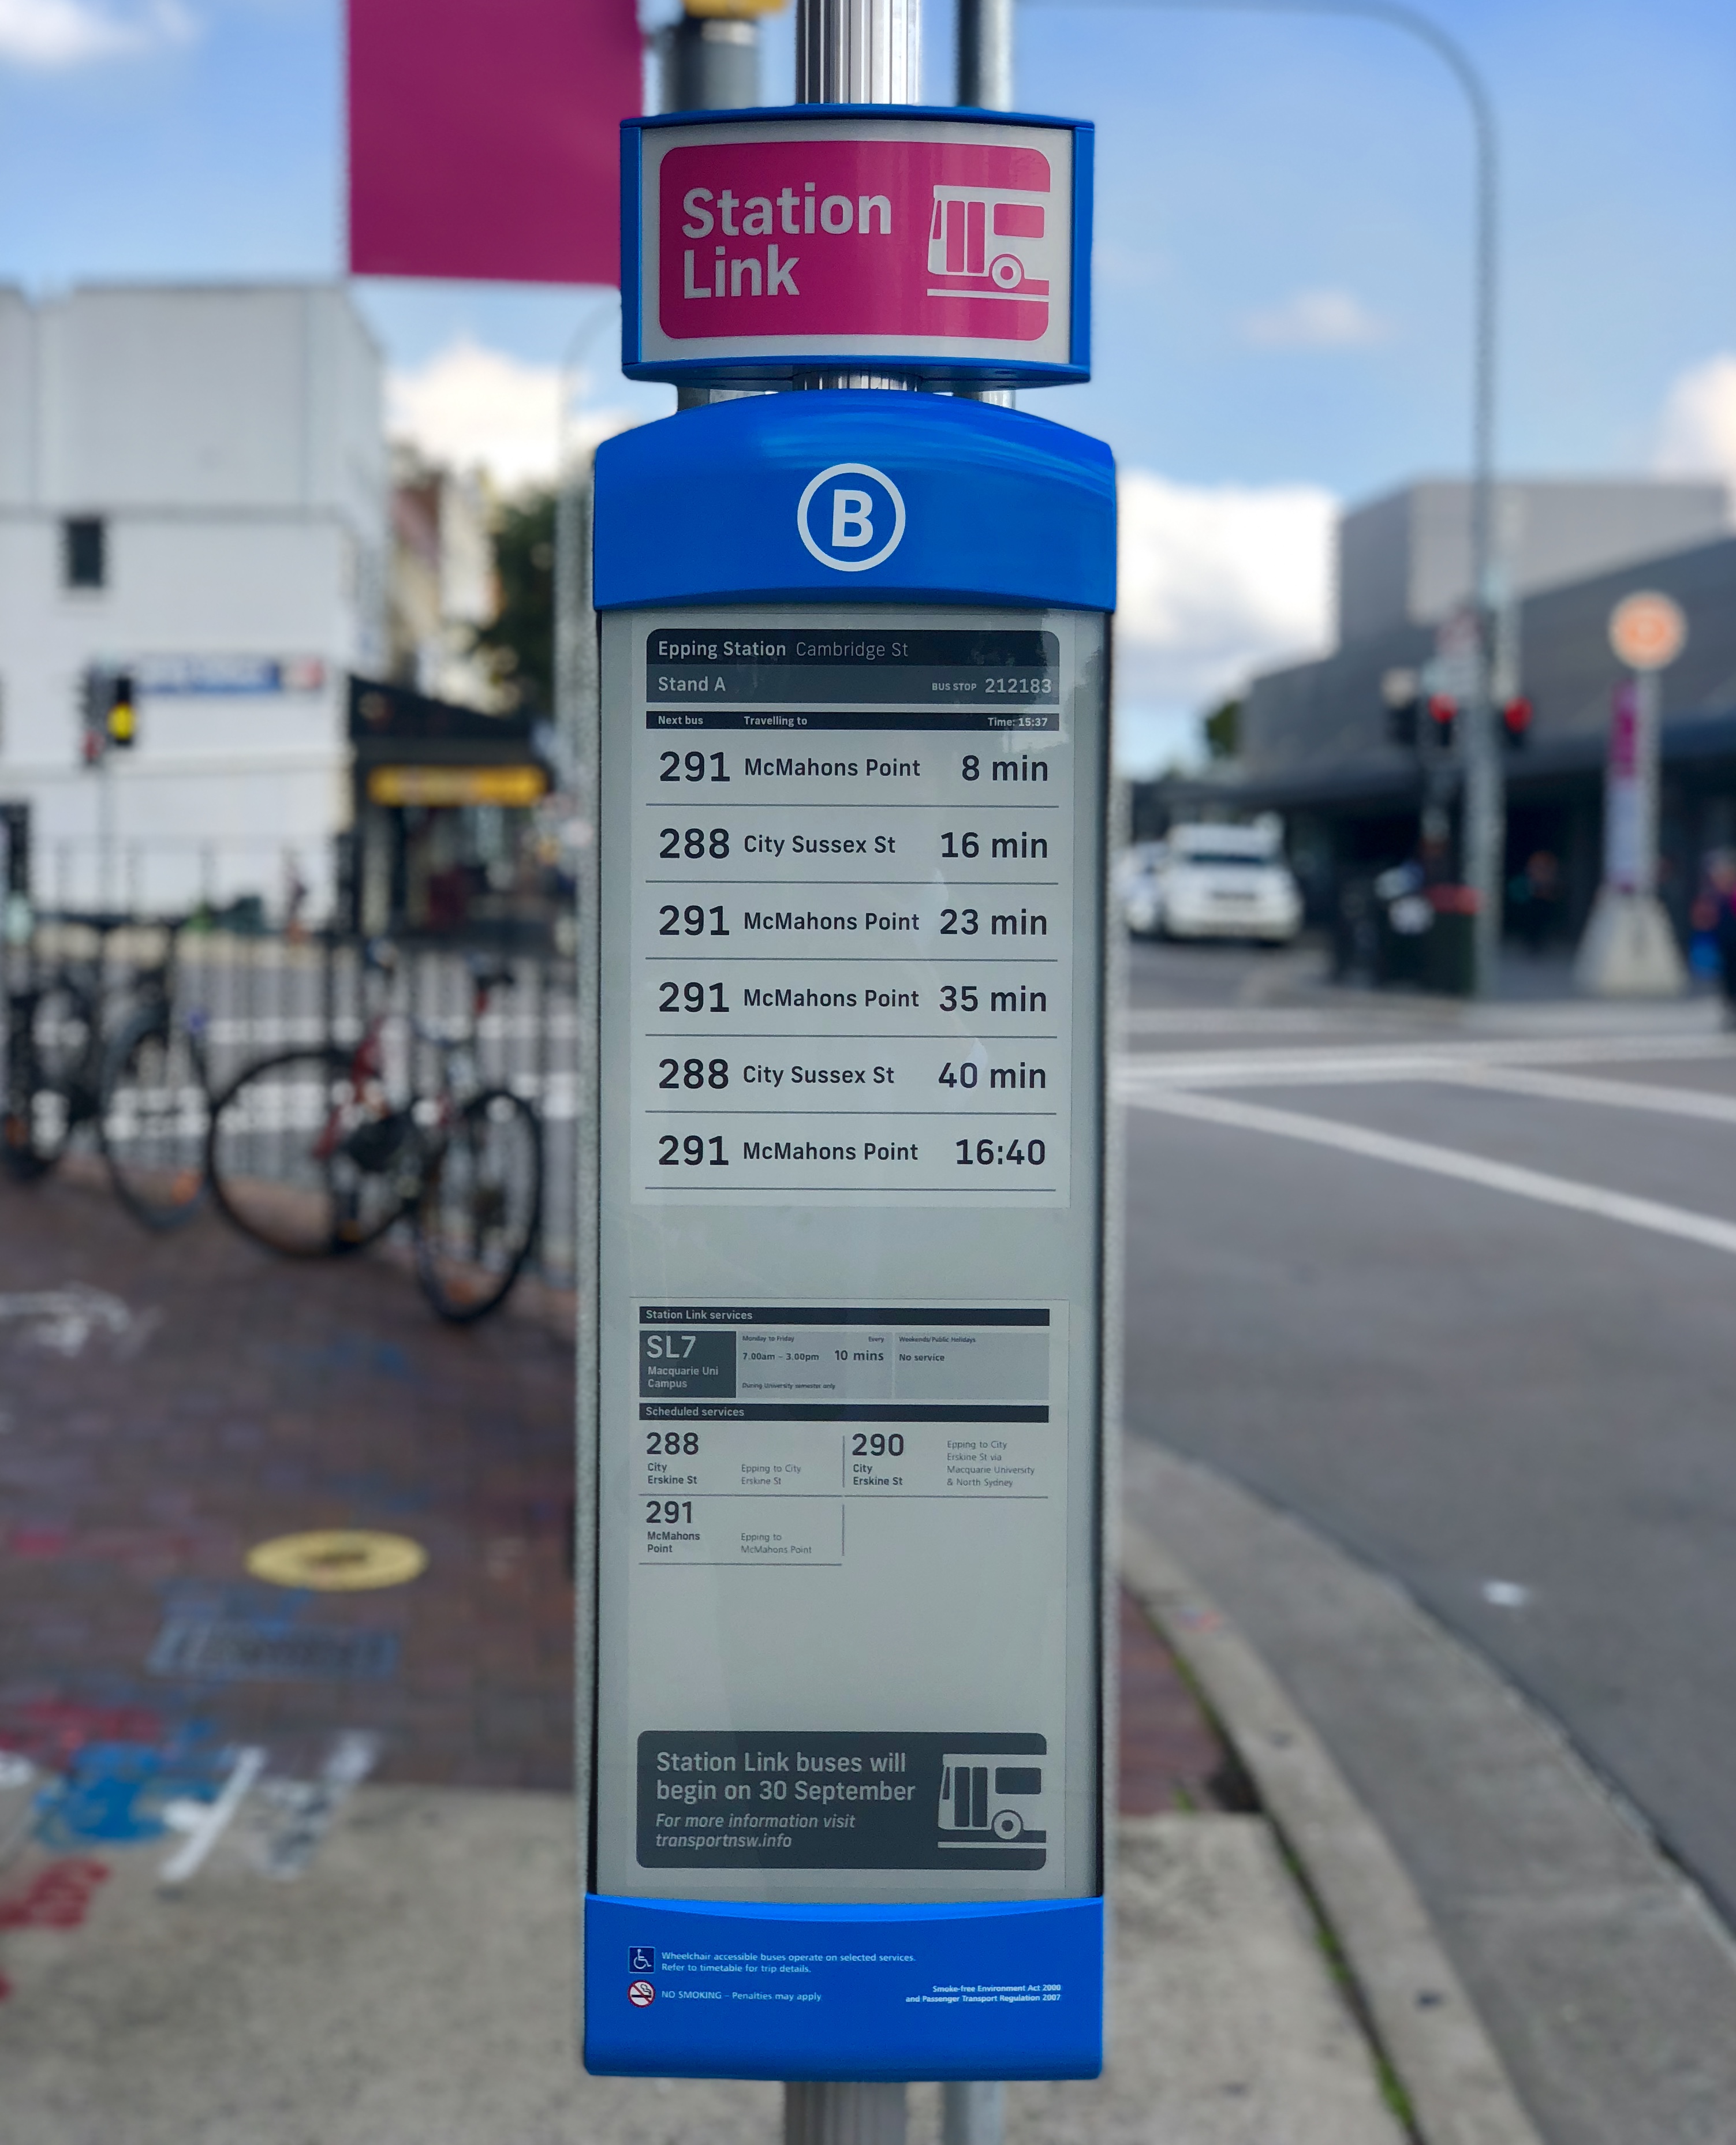 Station
Link
B
Epping Station Cambridge St
Stand A BUS STOP 212183
Next bus Travelling to Time: 15:37
291 McMahons Point 8 min
288 City Sussex St 16 min
291 McMahons Point 23 min
291 McMahons Point 35 min
288 City Sussex St 40 min
291 McMahons Point 16:40
Station Link services
SL7
Macquarie Uni
Campus
Monday to Friday Every
7.00am – 3.00pm 10 mins
During University semester only
Weekends/Public Holidays
No service
Scheduled services
288
City
Erskine St
Epping to City
Erskine St
290
City
Erskine St
Epping to City
Erskine St via
Macquarie University
& North Sydney
291
McMahons
Point
Epping to
McMahons Point
Station Link buses will
begin on 30 September
For more information visit
transportnsw.info
Wheelchair accessible buses operate on selected services.
Refer to timetable for trip details.
NO SMOKING – Penalties may apply
Smoke-free Environment Act 2000
and Passenger Transport Regulation 2007